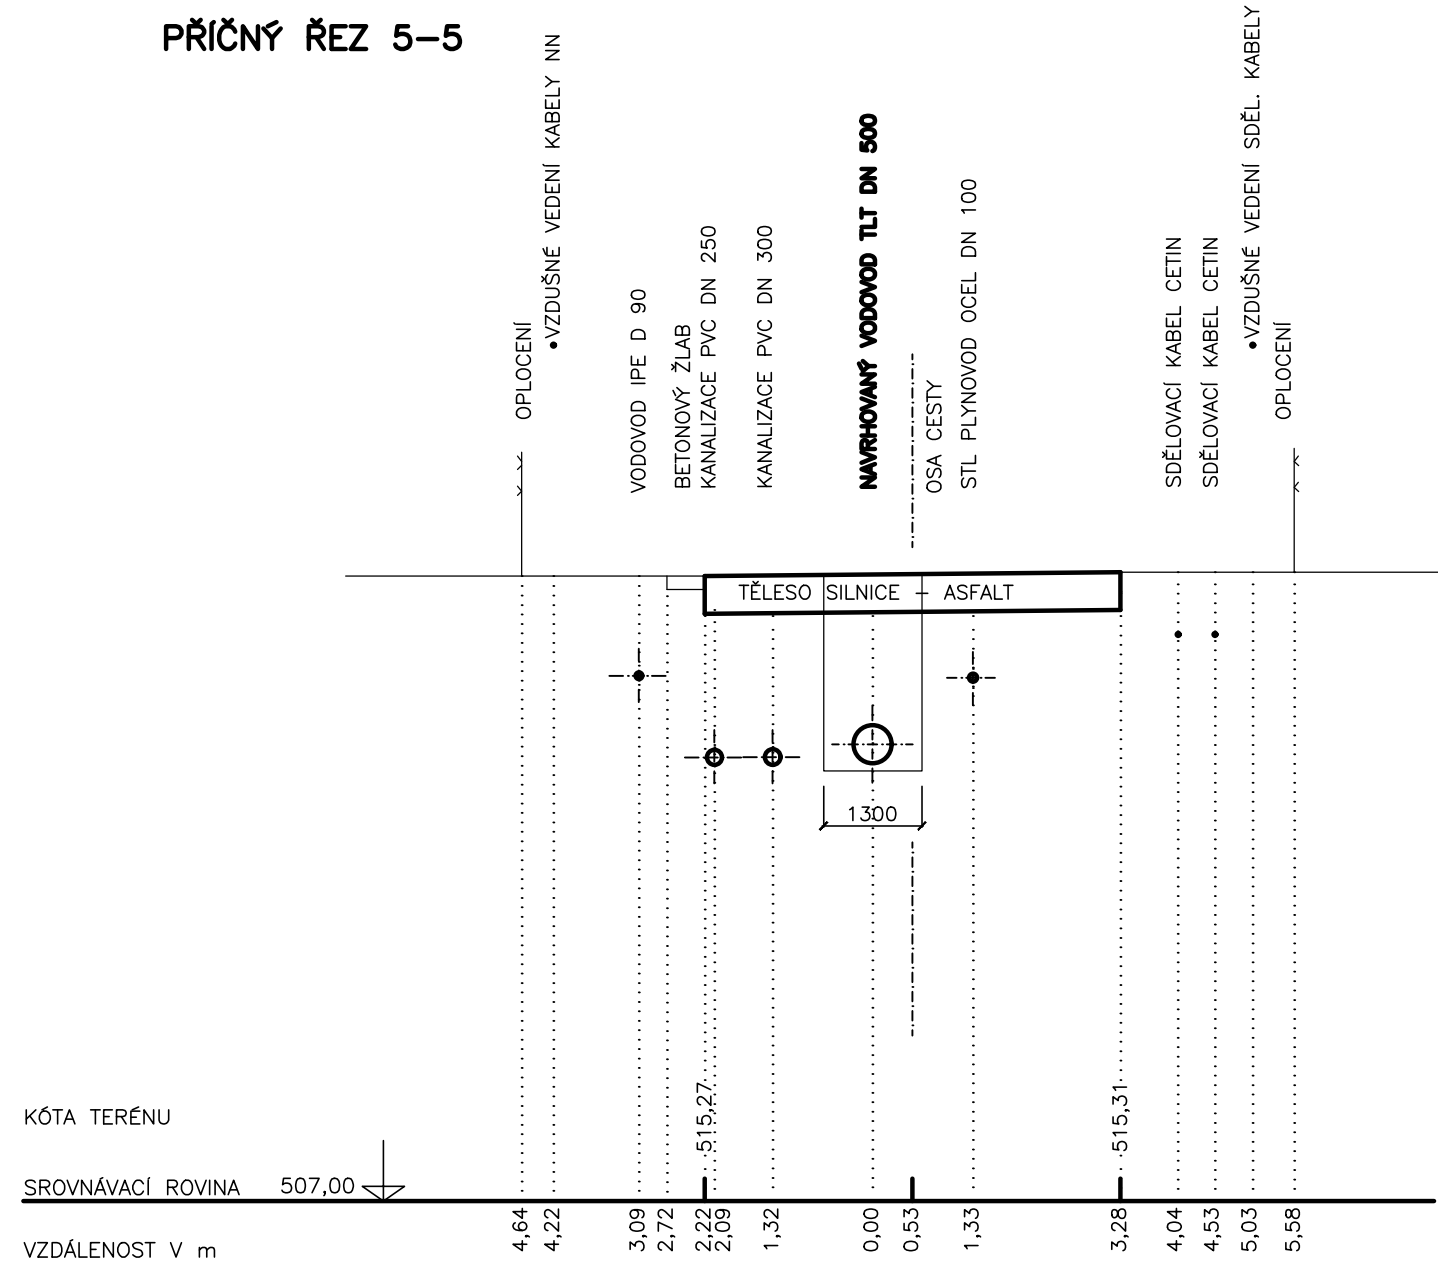 PŘÍČNÝ ŘEZ 5-5
OPLOCENÍ
VZDUŠNÉ VEDENÍ KABELY NN
VODOVOD IPE D 90
BETONOVÝ ŽLAB
KANALIZACE PVC DN 250
KANALIZACE PVC DN 300
NAVRHOVANÝ VODOVOD TLT DN 500
OSA CESTY
STL PLYNOVOD OCEL DN 100
SDĚLOVACÍ KABEL CETIN
SDĚLOVACÍ KABEL CETIN
VZDUŠNÉ VEDENÍ SDĚL. KABELY
OPLOCENÍ
TĚLESO SILNICE - ASFALT
1300
KÓTA TERÉNU
515,27
515,31
SROVNÁVACÍ ROVINA 507,00
VZDÁLENOST V m
4,64
4,22
3,09
2,72
2,22
2,09
1,32
0,00
0,53
1,33
3,28
4,04
4,53
5,03
5,58